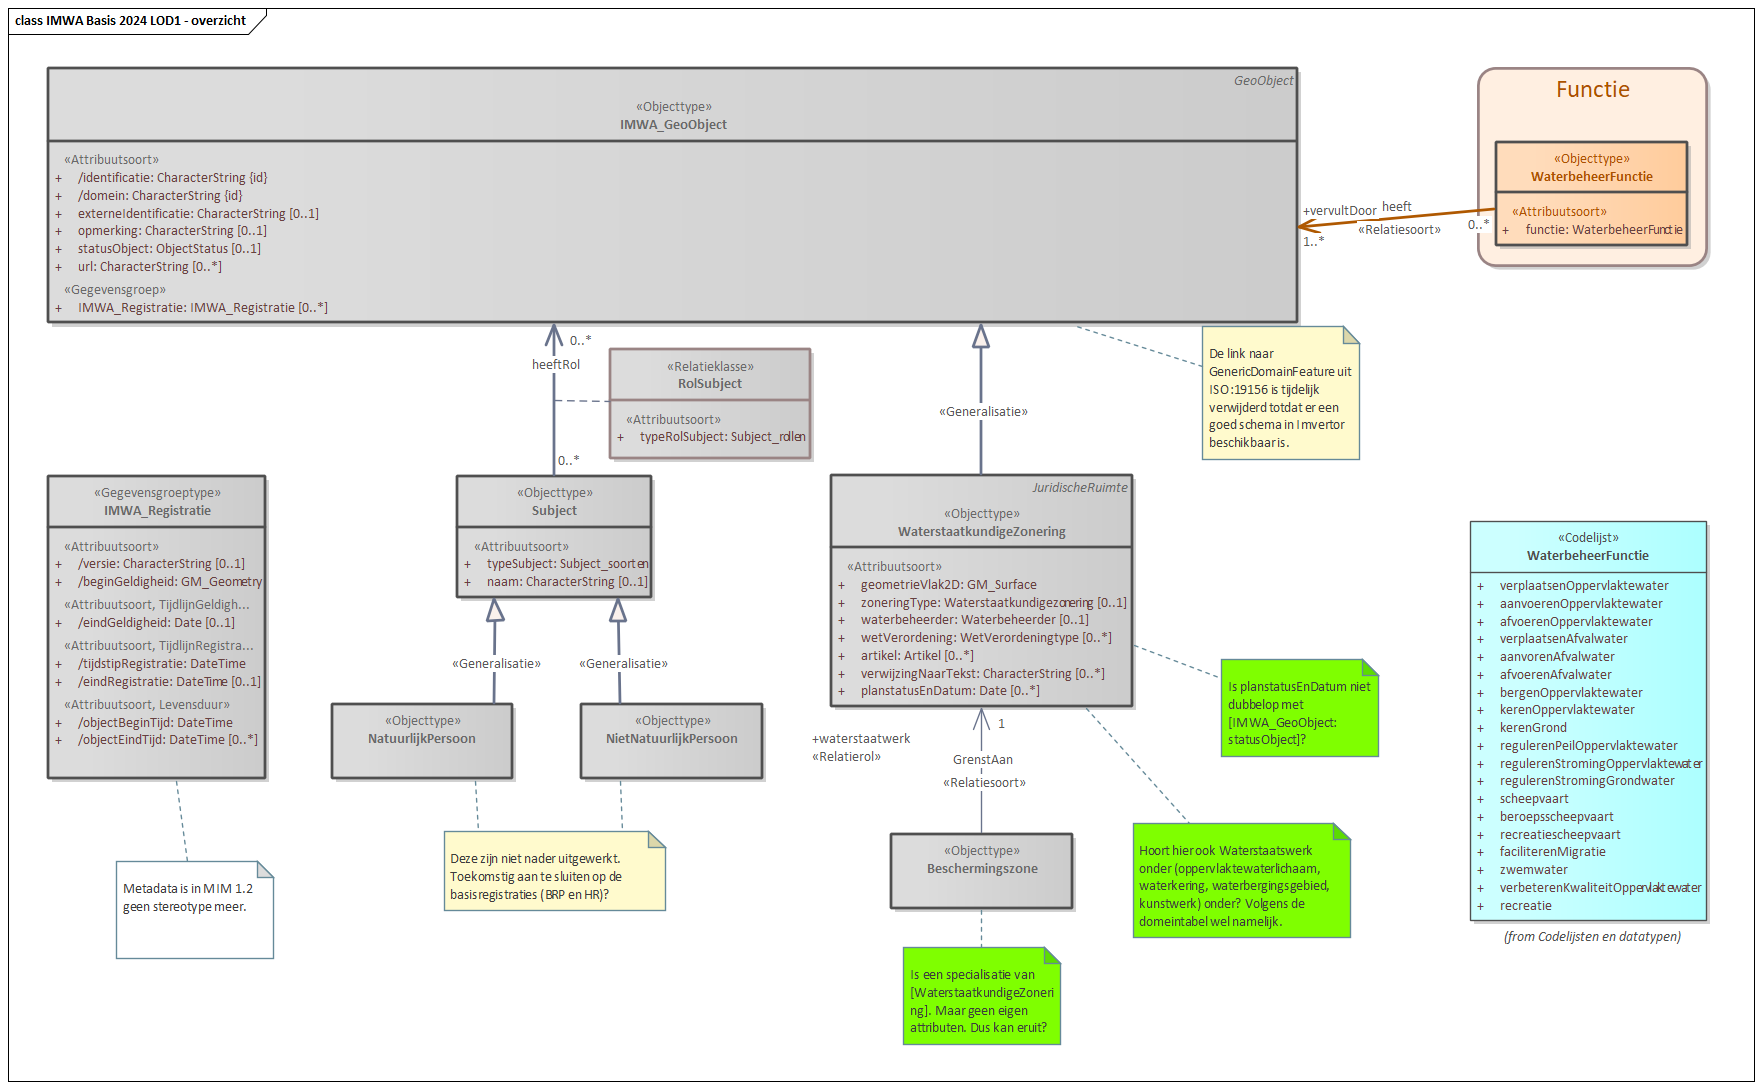 class IMWA Basis 2024 LOD1 - overzicht
GeoObject
«Objecttype»
IMWA_GeoObject
«Attribuutsoort»
+ /identificatie: CharacterString {id}
+ /domein: CharacterString {id}
+ externeIdentificatie: CharacterString [0..1]
+ opmerking: CharacterString [0..1]
+ statusObject: ObjectStatus [0..1]
+ url: CharacterString [0..*]
«Gegevensgroep»
+ IMWA_Registratie: IMWA_Registratie [0..*]
Functie
«Objecttype»
WaterbeheerFunctie
«Attribuutsoort»
+ functie: WaterbeheerFunctie
+vervultDoor
heeft
«Relatiesoort»
0..*
1..*
De link naar
GenericDomainFeature uit
ISO:19156 is tijdelijk
verwijderd totdat er een
goed schema in Imvertor
beschikbaar is.
0..*
heeftRol
0..*
«Relatieklasse»
RolSubject
«Attribuutsoort»
+ typeRolSubject: Subject_rollen
«Generalisatie»
«Gegevensgroeptype»
IMWA_Registratie
«Attribuutsoort»
+ /versie: CharacterString [0..1]
+ /beginGeldigheid: GM_Geometry
«Attribuutsoort, TijdlijnGeldigh...
+ /eindGeldigheid: Date [0..1]
«Attribuutsoort, TijdlijnRegistra...
+ /tijdstipRegistratie: DateTime
+ /eindRegistratie: DateTime [0..1]
«Attribuutsoort, Levensduur»
+ /objectBeginTijd: DateTime
+ /objectEindTijd: DateTime [0..*]
«Objecttype»
Subject
«Attribuutsoort»
+ typeSubject: Subject_soorten
+ naam: CharacterString [0..1]
«Generalisatie»
«Generalisatie»
«Objecttype»
NatuurlijkPersoon
«Objecttype»
NietNatuurlijkPersoon
JuridischeRuimte
«Objecttype»
WaterstaatkundigeZonering
«Attribuutsoort»
+ geometrieVlak2D: GM_Surface
+ zoneringType: Waterstaatkundigezonering [0..1]
+ waterbeheerder: Waterbeheerder [0..1]
+ wetVerordening: WetVerordeningtype [0..*]
+ artikel: Artikel [0..*]
+ verwijzingNaarTekst: CharacterString [0..*]
+ planstatusEnDatum: Date [0..*]
Is planstatusEnDatum niet
dubbelop met
[IMWA_GeoObject:
statusObject]?
1
+waterstaatwerk
«Relatierol»
GrenstAan
«Relatiesoort»
«Objecttype»
Beschermingszone
Metadata is in MIM 1.2
geen stereotype meer.
Deze zijn niet nader uitgewerkt.
Toekomstig aan te sluiten op de
basisregistraties (BRP en HR)?
Hoort hier ook Waterstaatswerk
onder (oppervlaktewaterlichaam,
waterkering, waterbergingsgebied,
kunstwerk) onder? Volgens de
domeintabel wel namelijk.
Is een specialisatie van
[WaterstaatkundigeZoneri
ng]. Maar geen eigen
attributen. Dus kan eruit?
«Codelijst»
WaterbeheerFunctie
+ verplaatsenOppervlaktewater
+ aanvoerenOppervlaktewater
+ afvoerenOppervlaktewater
+ verplaatsenAfvalwater
+ aanvorenAfvalwater
+ afvoerenAfvalwater
+ bergenOppervlaktewater
+ kerenOppervlaktewater
+ kerenGrond
+ regulerenPeilOppervlaktewater
+ regulerenStromingOppervlaktewater
+ regulerenStromingGrondwater
+ scheepvaart
+ beroepsscheepvaart
+ recreatiescheepvaart
+ faciliterenMigratie
+ zwemwater
+ verbeterenKwaliteitOppervlaktewater
+ recreatie
(from Codelijsten en datatypen)